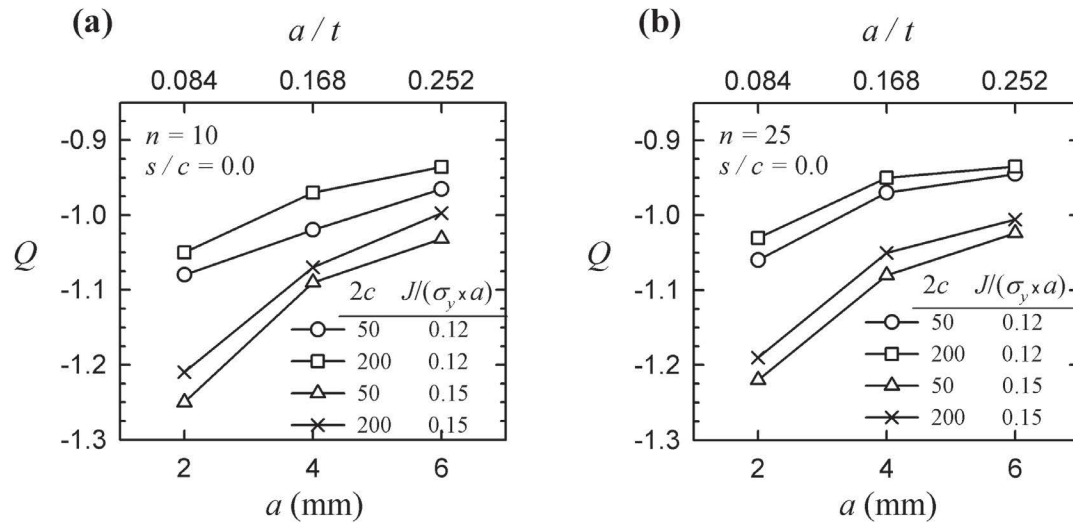 (a)
a / t
0.084 0.168 0.252
n = 10
s / c = 0.0
-0.9
-1.0
-1.1
-1.2
-1.3
Q
2c J/(σy×a)
50 0.12
200 0.12
50 0.15
200 0.15
2 4 6
a (mm)
(b)
a / t
0.084 0.168 0.252
n = 25
s / c = 0.0
-0.9
-1.0
-1.1
-1.2
-1.3
Q
2c J/(σy×a)
50 0.12
200 0.12
50 0.15
200 0.15
2 4 6
a (mm)